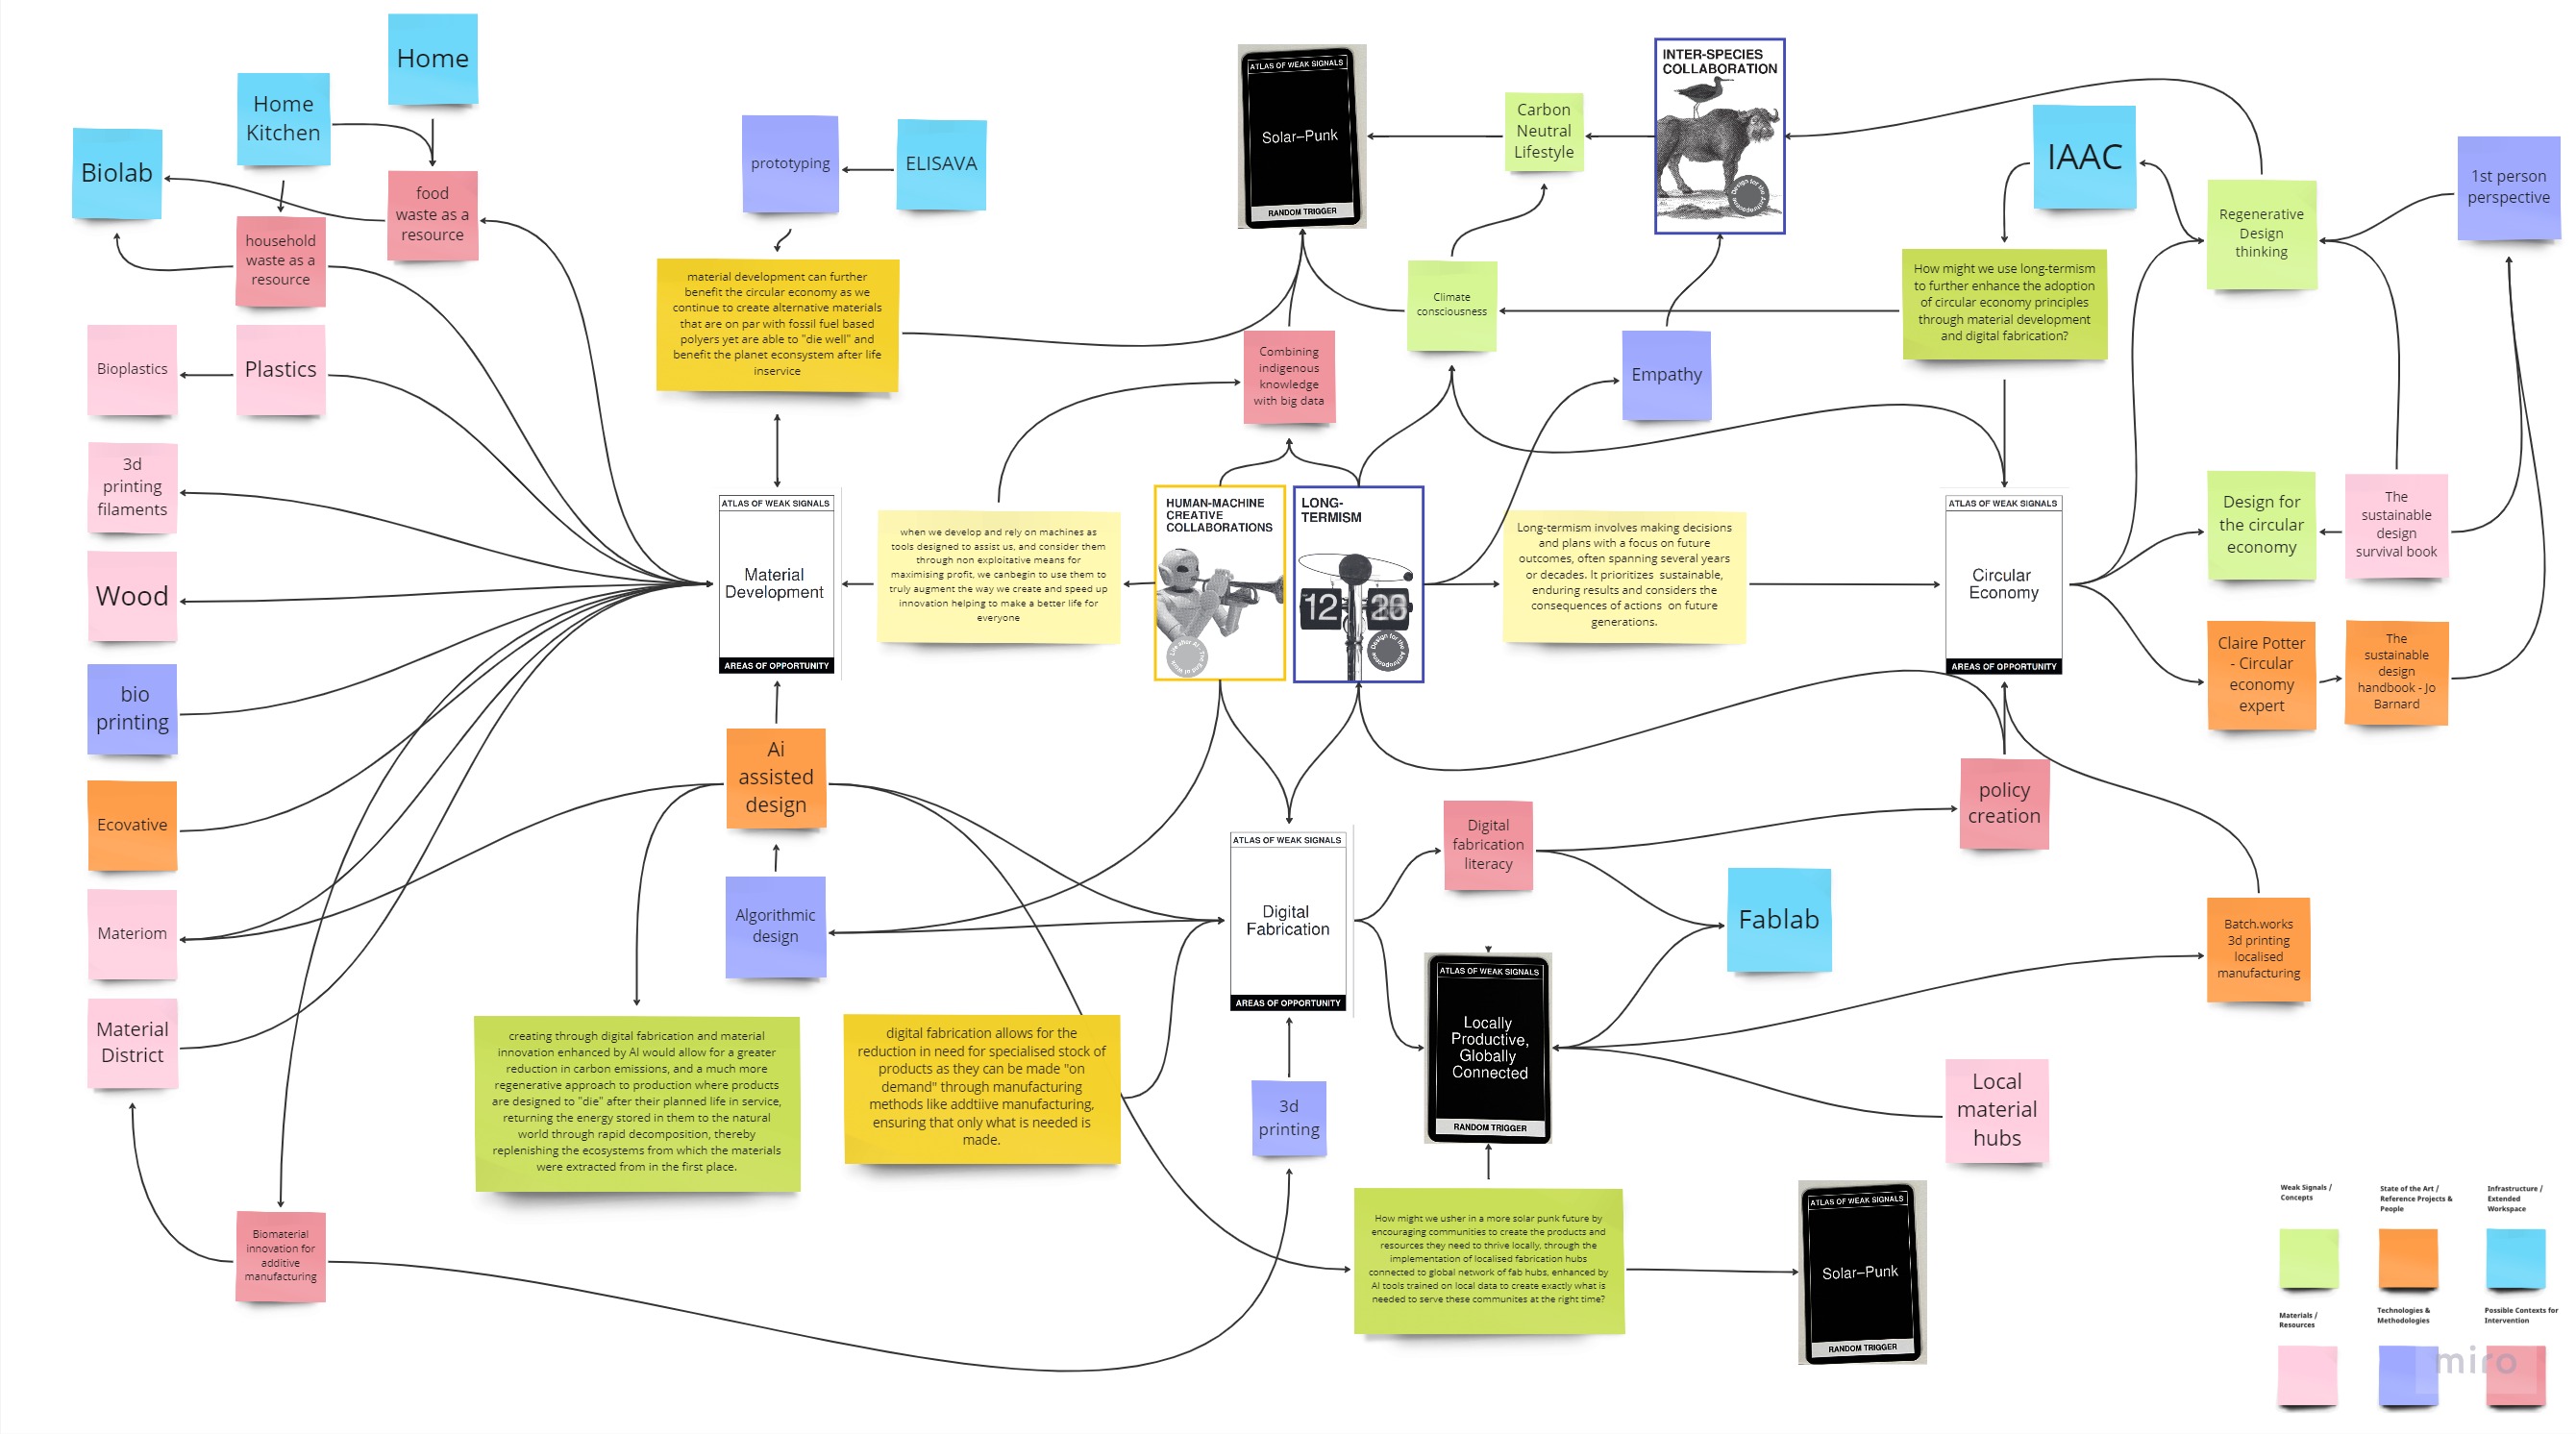 Home
Home
Kitchen
Biolab
food
waste as a
resource
household
waste as a
resource
Bioplastics
Plastics
3d
printing
filaments
Wood
bio
printing
Ecovative
Materiom
Material
District
Biomaterial
innovation for
additive
manufacturing
prototyping
ELISAVA
material development can further
benefit the circular economy as we
continue to create alternative materials
that are on par with fossil fuel based
polyers yet are able to "die well" and
benefit the planet econsystem after life
inservice
ATLAS OF WEAK SIGNALS
Material
Development
AREAS OF OPPORTUNITY
when we develop and rely on machines as
tools designed to assist us, and consider them
through non exploitative means for
maximising profit, we canbegin to use them to
truly augment the way we create and speed up
innovation helping to make a better life for
everyone
Ai
assisted
design
Algorithmic
design
creating through digital fabrication and material
innovation enhanced by AI would allow for a greater
reduction in carbon emissions, and a much more
regenerative approach to production where products
are designed to "die" after their planned life in service,
returning the energy stored in them to the natural
world through rapid decomposition, thereby
replenishing the ecosystems from which the materials
were extracted from in the first place.
digital fabrication allows for the
reduction in need for specialised stock of
products as they can be made "on
demand" through manufacturing
methods like addtiive manufacturing,
ensuring that only what is needed is
made.
ATLAS OF WEAK SIGNALS
Solar–Punk
RANDOM TRIGGER
Carbon
Neutral
Lifestyle
INTER-SPECIES
COLLABORATION
Design for the Anthropocene
Climate
consciousness
Combining
indigenous
knowledge
with big data
Empathy
HUMAN-MACHINE
CREATIVE
COLLABORATIONS
LONG-
TERMISM
12
Design for the Anthropocene
Long-termism involves making decisions
and plans with a focus on future
outcomes, often spanning several years
or decades. It prioritizes sustainable,
enduring results and considers the
consequences of actions on future
generations.
IAAC
How might we use long-termism
to further enhance the adoption
of circular economy principles
through material development
and digital fabrication?
Regenerative
Design
thinking
1st person
perspective
ATLAS OF WEAK SIGNALS
Circular
Economy
AREAS OF OPPORTUNITY
Design for
the circular
economy
The
sustainable
design
survival book
Claire Potter
- Circular
economy
expert
The
sustainable
design
handbook - Jo
Barnard
ATLAS OF WEAK SIGNALS
Digital
Fabrication
AREAS OF OPPORTUNITY
Digital
fabrication
literacy
policy
creation
Fablab
Batch.works
3d printing
localised
manufacturing
ATLAS OF WEAK SIGNALS
Locally
Productive,
Globally
Connected
RANDOM TRIGGER
Local
material
hubs
3d
printing
How might we usher in a more solar punk future by
encouraging communities to create the products and
resources they need to thrive locally, through the
implementation of localised fabrication hubs
connected to global network of fab hubs, enhanced by
AI tools trained on local data to create exactly what is
needed to serve these communites at the right time?
ATLAS OF WEAK SIGNALS
Solar–Punk
RANDOM TRIGGER
Weak Signals /
Concepts
State of the Art /
Reference Projects &
People
Infrastructure /
Extended
Workspace
Materials /
Resources
Technologies &
Methodologies
Possible Contexts for
Intervention
miro